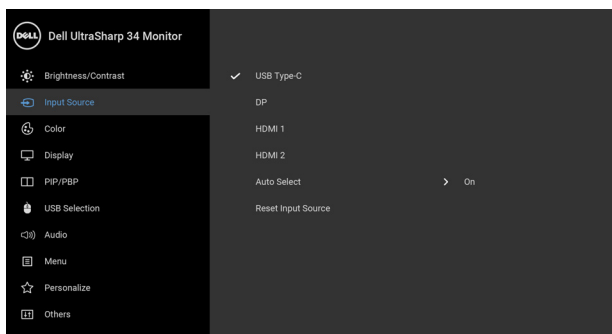 DELL Dell UltraSharp 34 Monitor
Brightness/Contrast
Input Source
Color
Display
PIP/PBP
USB Selection
Audio
Menu
Personalize
Others
USB Type-C
DP
HDMI 1
HDMI 2
Auto Select > On
Reset Input Source